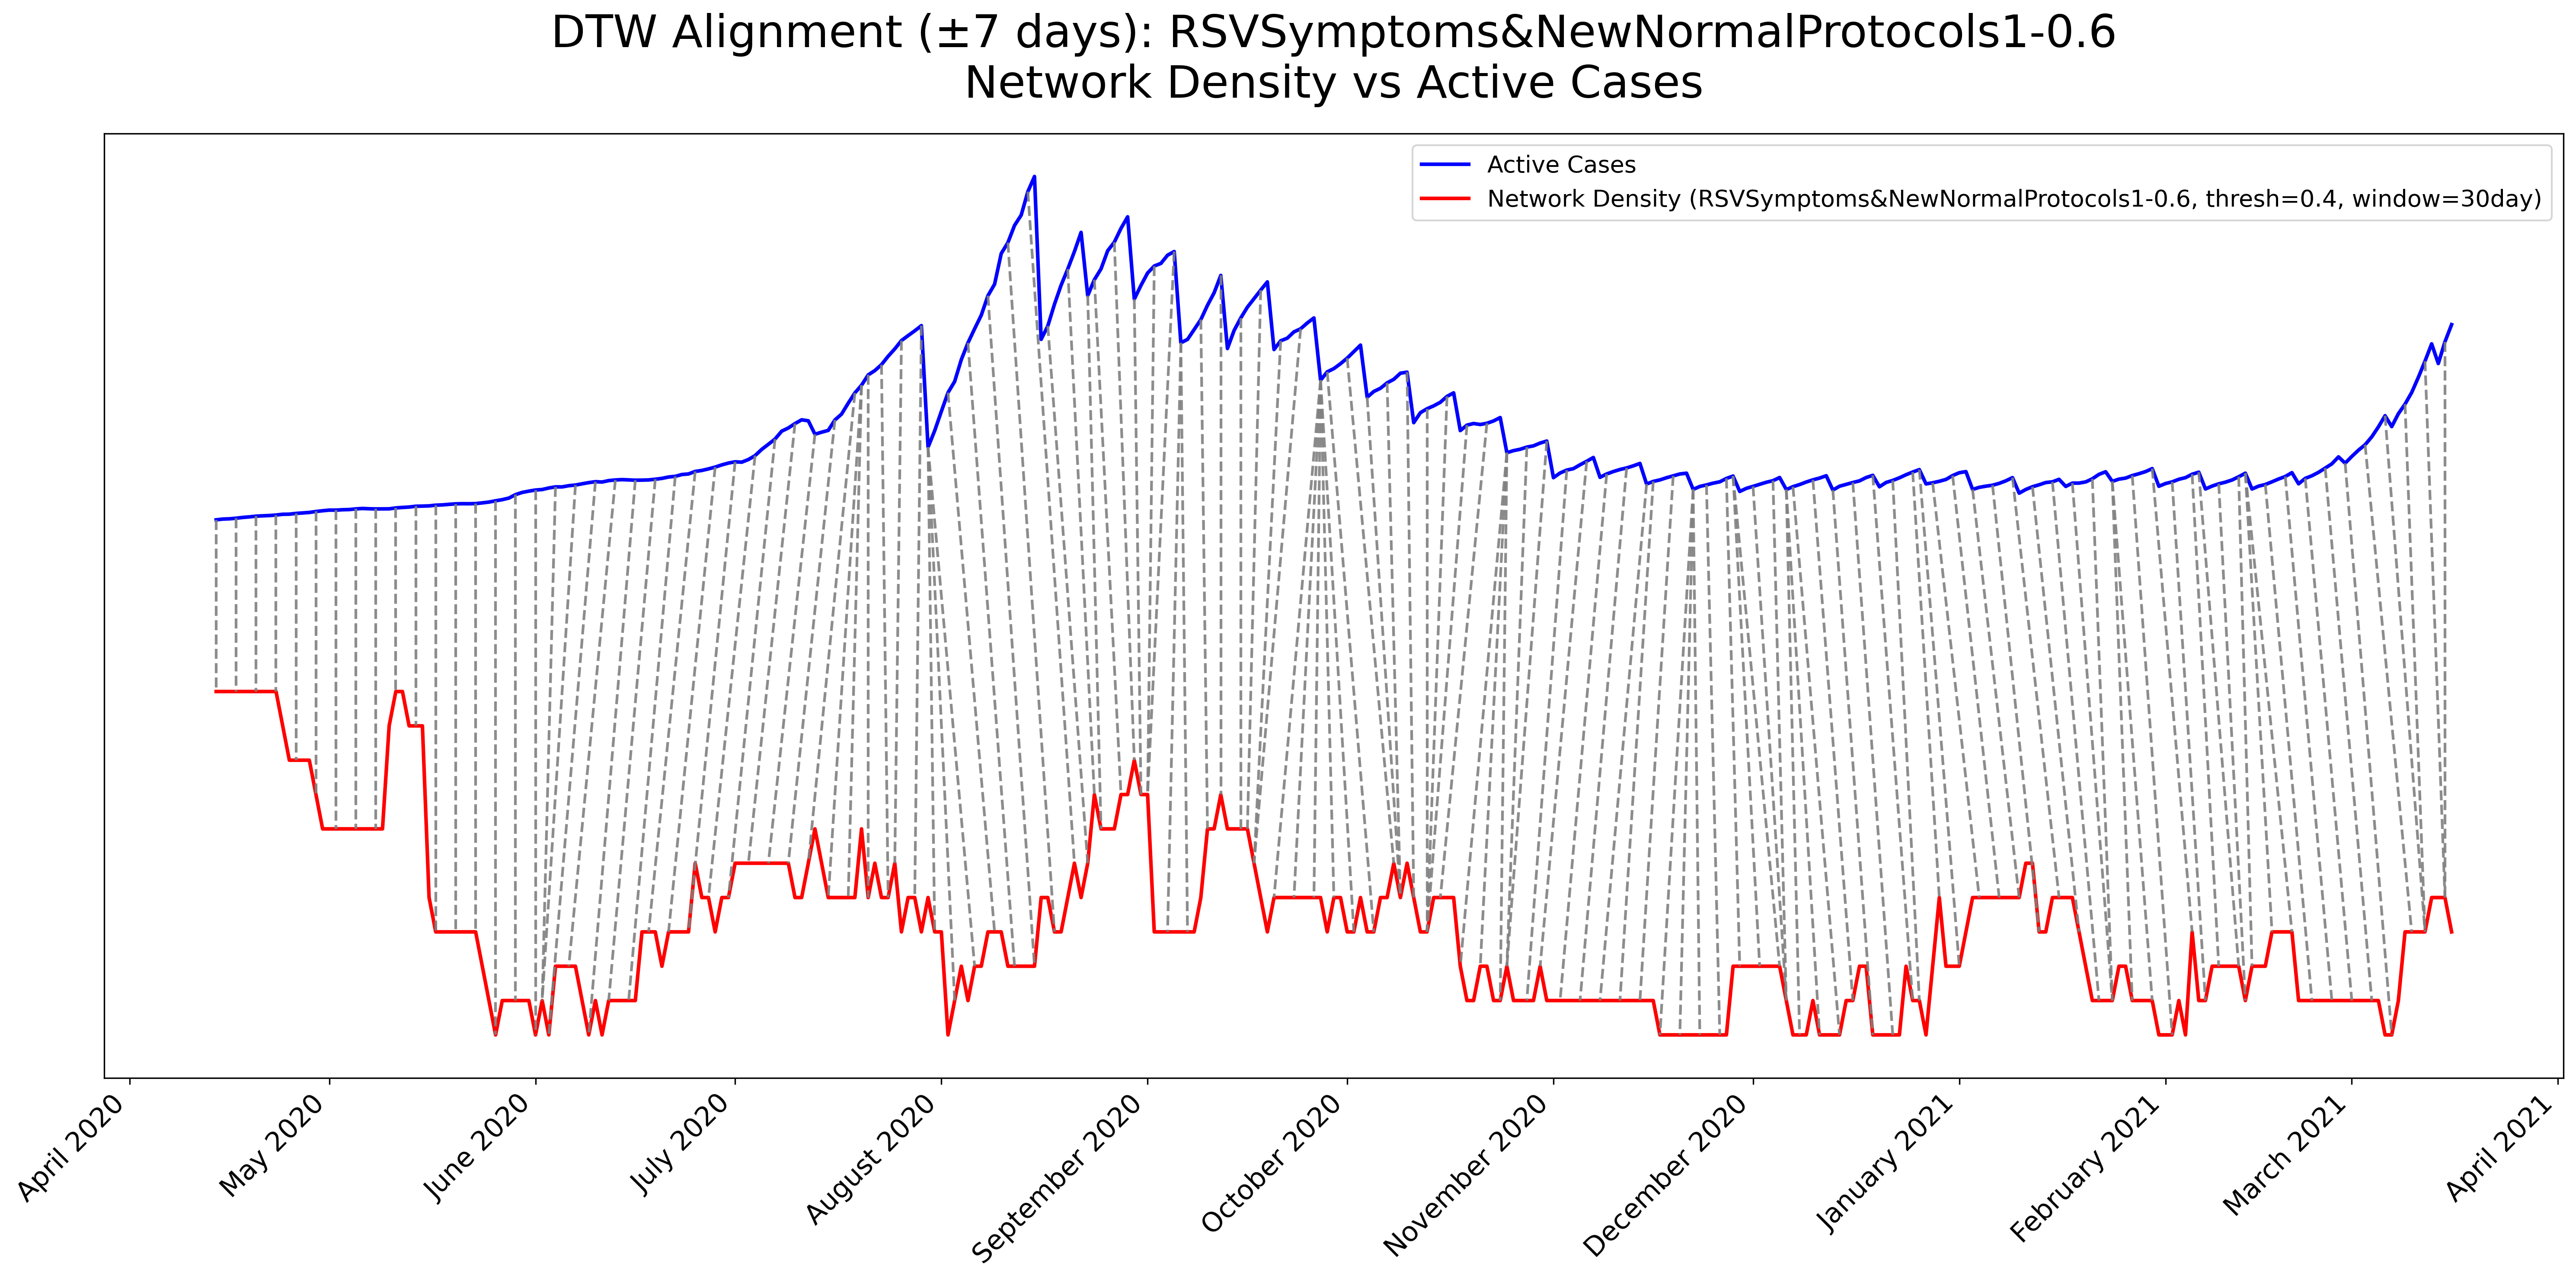 DTW Alignment (±7 days): RSVSymptoms&NewNormalProtocols1-0.6
Network Density vs Active Cases
Active Cases
Network Density (RSVSymptoms&NewNormalProtocols1-0.6, thresh=0.4, window=30day)
April 2020
May 2020
June 2020
July 2020
August 2020
September 2020
October 2020
November 2020
December 2020
January 2021
February 2021
March 2021
April 2021